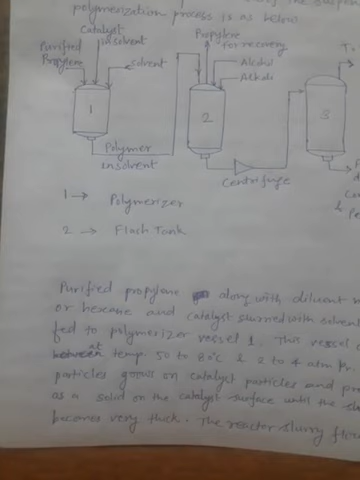 polymerization process is as below
Catalyst
in solvent
Purified
Propylene
solvent
Propylene
for recovery
Alcohol
Alkali
1
2
3
Polymer
in solvent
Centrifuge
1 → Polymerizer
2 → Flash Tank
Purified propylene along with diluent
or hexane and catalyst slurried with solvent
fed to polymerizer vessel 1. This vessel
at temp. 50 to 80°C & 2 to 4 atm pr.
particles grows on catalyst particles and
as a solid on the catalyst surface until the
becomes very thick. The reactor slurry